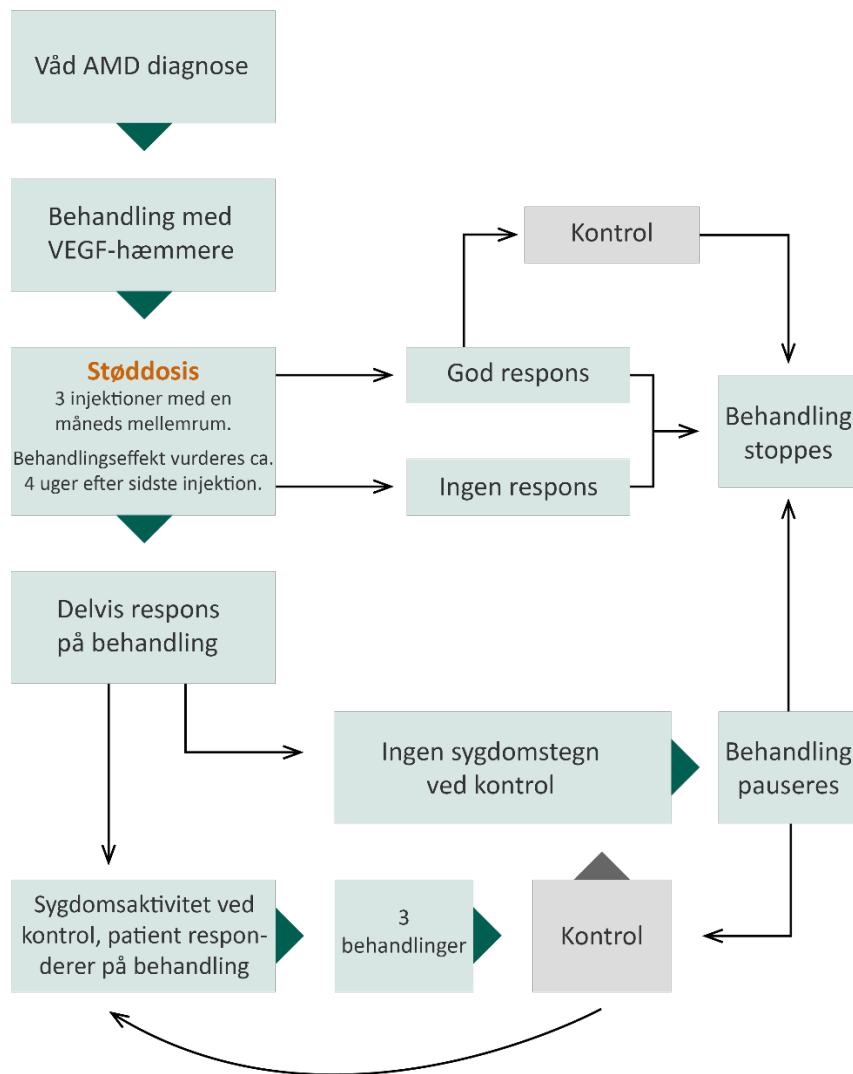 Våd AMD diagnose
Behandling med
VEGF-hæmmere
Kontrol
Støddosis
3 injektioner med en
måneds mellemrum.
Behandlingseffekt vurderes ca.
4 uger efter sidste injektion.
God respons
Ingen respons
Behandling
stoppes
Delvis respons
på behandling
Ingen sygdomstegn
ved kontrol
Behandling
pauseres
Sygdomsaktivitet ved
kontrol, patient respon-
derer på behandling
3
behandlinger
Kontrol